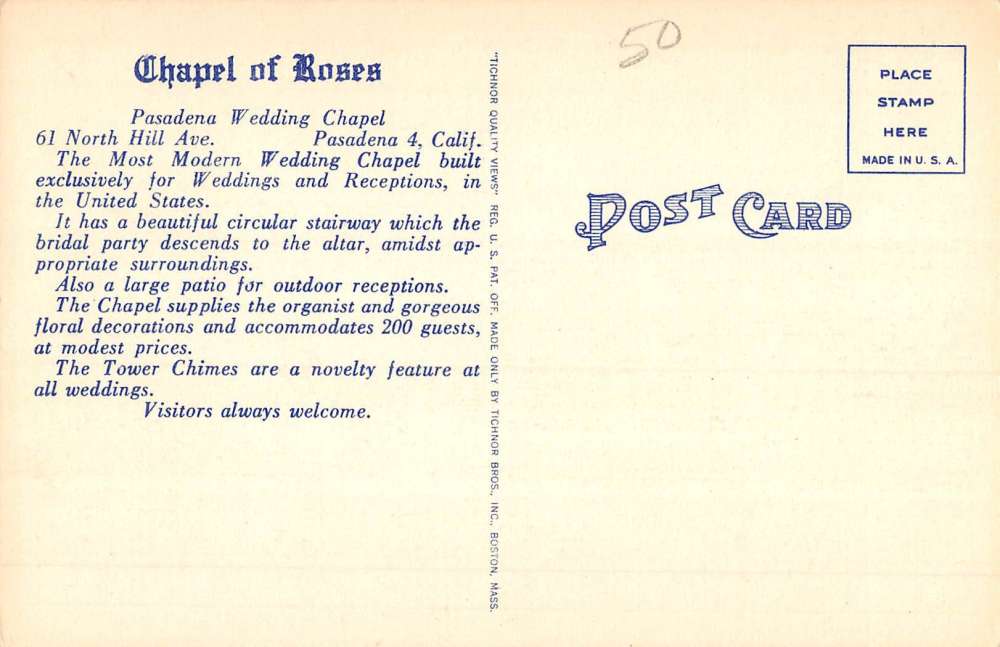 Chapel of Roses
Pasadena Wedding Chapel
61 North Hill Ave. Pasadena 4, Calif.
The Most Modern Wedding Chapel built
exclusively for Weddings and Receptions, in
the United States.
It has a beautiful circular stairway which the
bridal party descends to the altar, amidst ap-
propriate surroundings.
Also a large patio for outdoor receptions.
The Chapel supplies the organist and gorgeous
floral decorations and accommodates 200 guests,
at modest prices.
The Tower Chimes are a novelty feature at
all weddings.
Visitors always welcome.
"TICHNOR QUALITY VIEWS" REG. U. S. PAT. OFF. MADE ONLY BY TICHNOR BROS., INC., BOSTON, MASS.
50
PLACE
STAMP
HERE
MADE IN U. S. A.
POST CARD